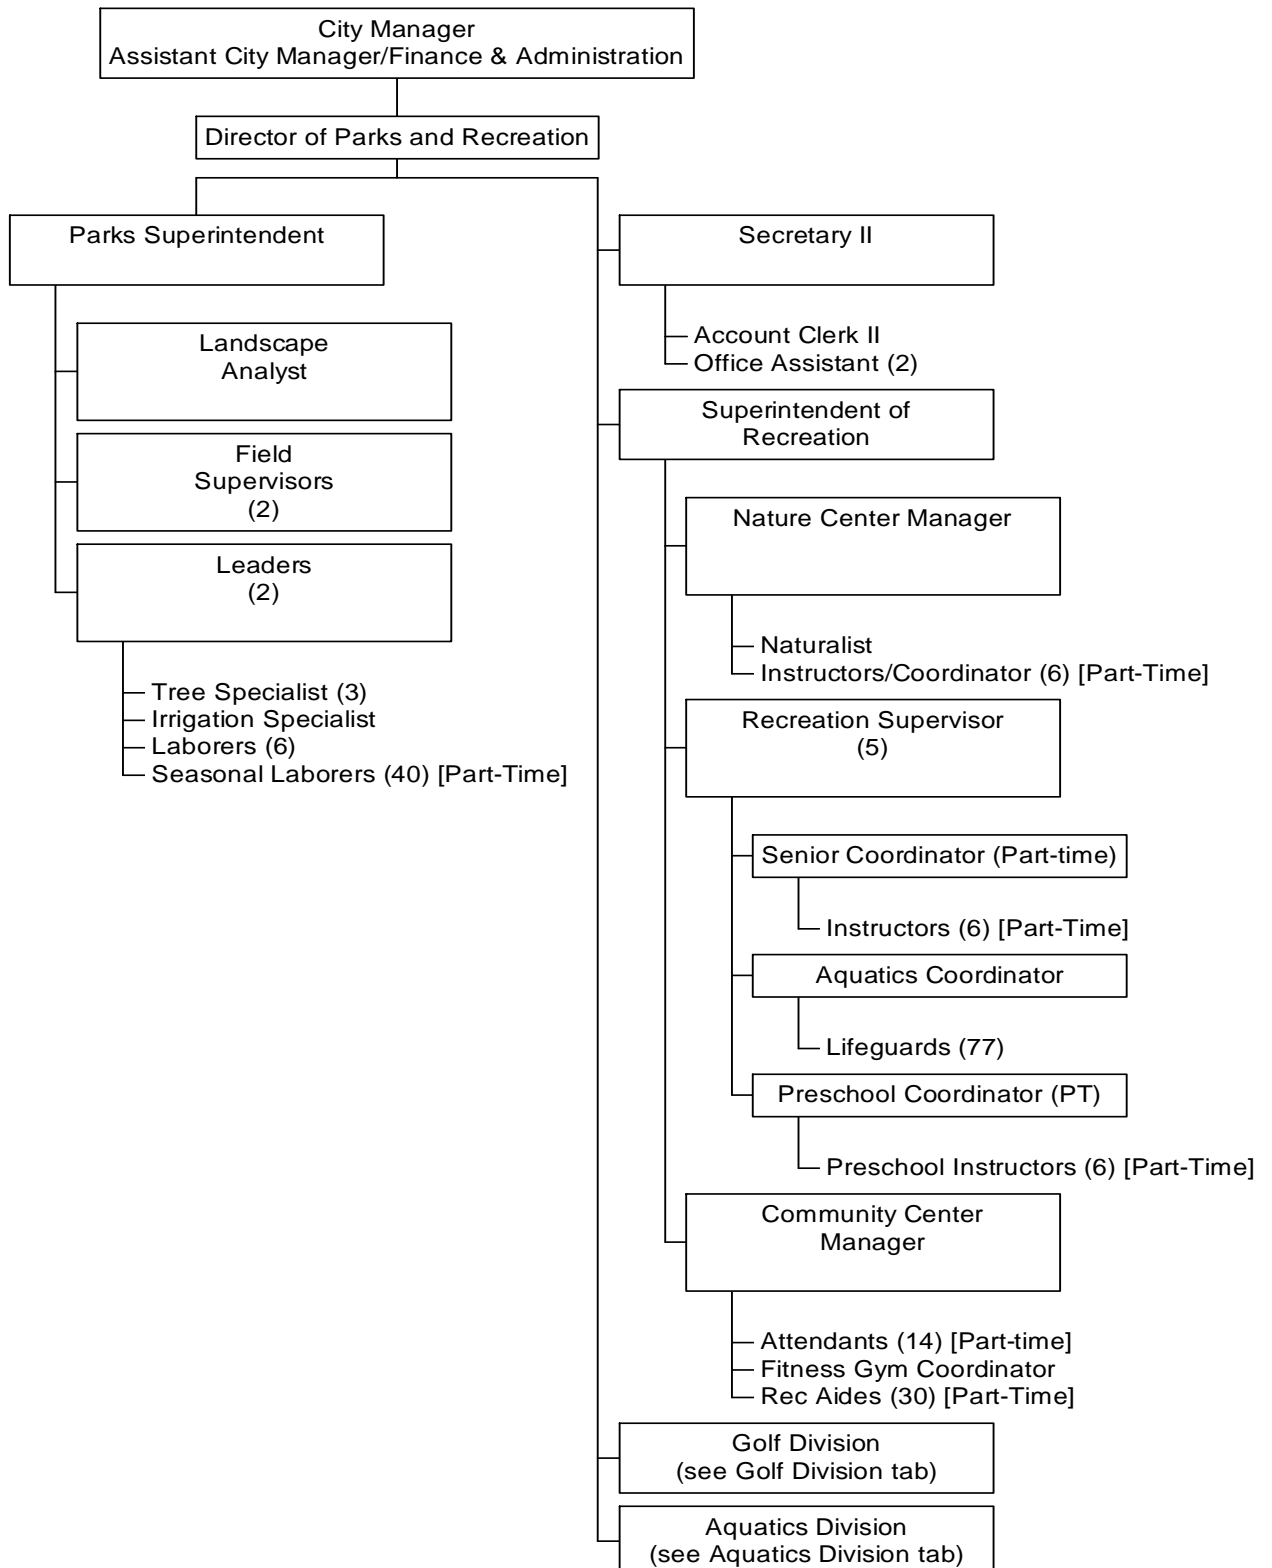 City Manager
Assistant City Manager/Finance & Administration
Director of Parks and Recreation
Parks Superintendent
Landscape
Analyst
Field
Supervisors
(2)
Leaders
(2)
Tree Specialist (3)
Irrigation Specialist
Laborers (6)
Seasonal Laborers (40) [Part-Time]
Secretary II
Account Clerk II
Office Assistant (2)
Superintendent of
Recreation
Nature Center Manager
Naturalist
Instructors/Coordinator (6) [Part-Time]
Recreation Supervisor
(5)
Senior Coordinator (Part-time)
Instructors (6) [Part-Time]
Aquatics Coordinator
Lifeguards (77)
Preschool Coordinator (PT)
Preschool Instructors (6) [Part-Time]
Community Center
Manager
Attendants (14) [Part-time]
Fitness Gym Coordinator
Rec Aides (30) [Part-Time]
Golf Division
(see Golf Division tab)
Aquatics Division
(see Aquatics Division tab)